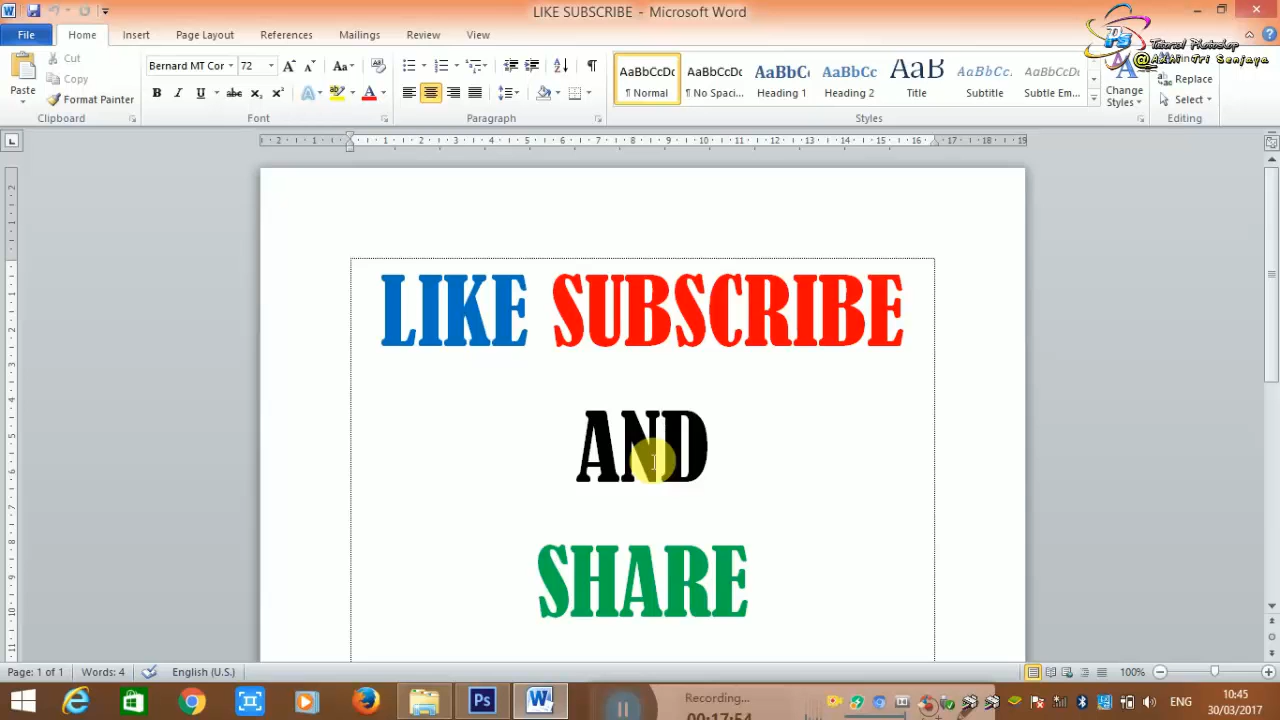 LIKE SUBSCRIBE - Microsoft Word
File Home Insert Page Layout References Mailings Review View
Tutorial Photoshop
Cut
Copy
Format Painter
Paste
Clipboard
Bernard MT Cor 72
Font
Paragraph
AaBbCcDc AaBbCcDc AaBbC AaBbCc AaB AaBbCc. AaBbCcDc
¶ Normal ¶ No Spaci... Heading 1 Heading 2 Title Subtitle Subtle Em...
Change Styles
Styles
Replace
Select
Editing
LIKE SUBSCRIBE
AND
SHARE
Page: 1 of 1 Words: 4 English (U.S.) 100%
Recording...
00:17:54
ENG
10:45
30/03/2017